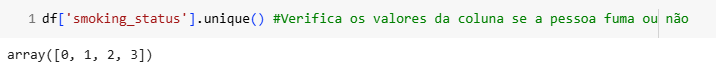 1 df['smoking_status'].unique() #Verifica os valores da coluna se a pessoa fuma ou não
array([0, 1, 2, 3])